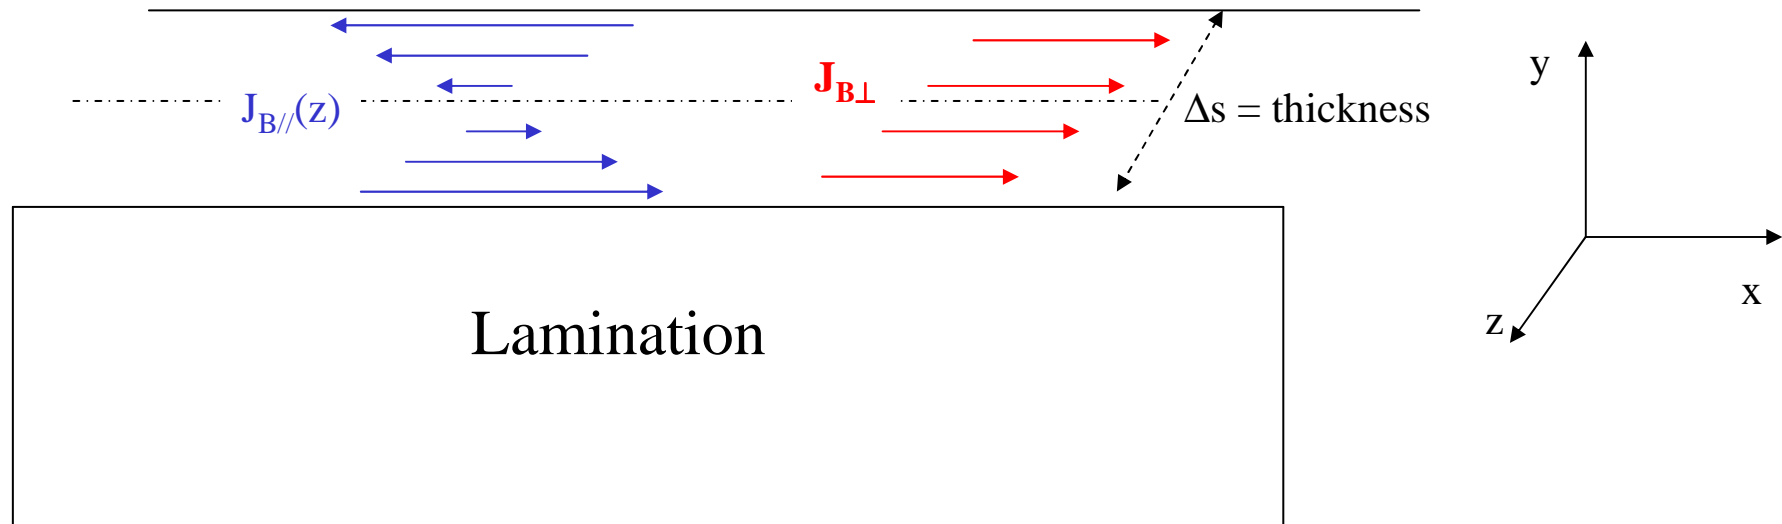 J_B//(z)
J_B⊥
Δs = thickness
y
x
z
Lamination